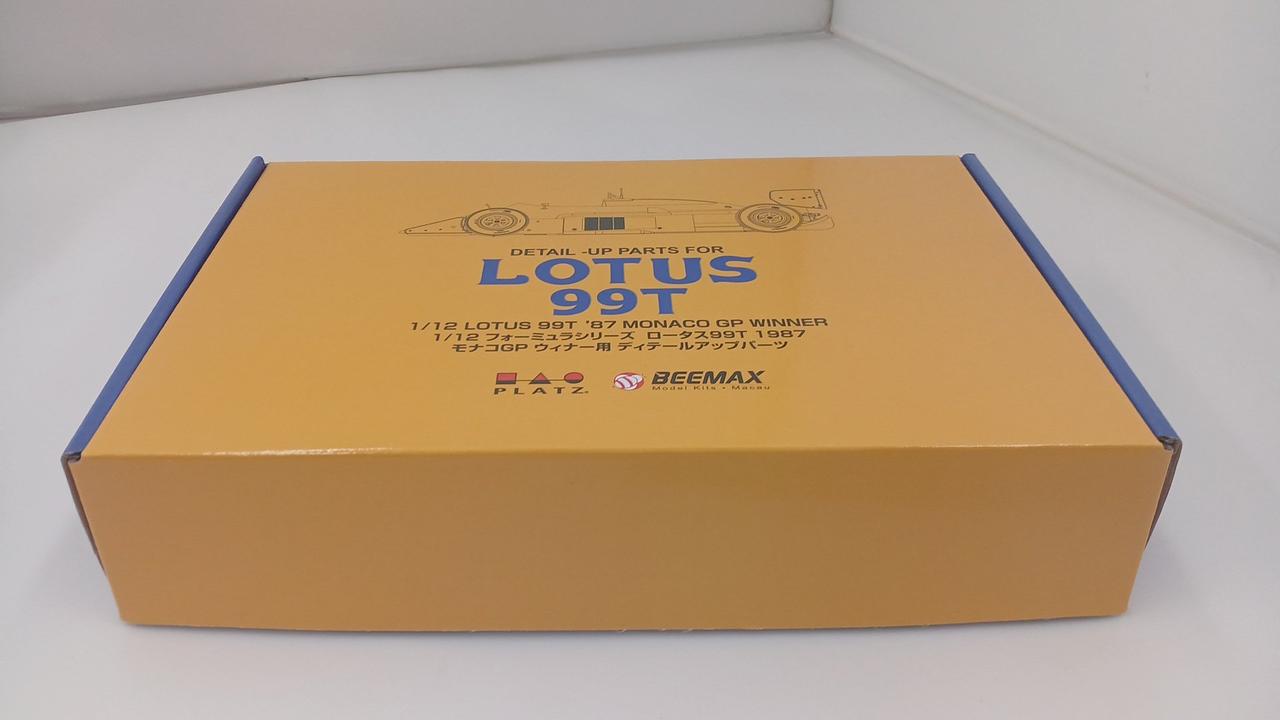 DETAIL -UP PARTS FOR
LOTUS
99T
1/12 LOTUS 99T '87 MONACO GP WINNER
1/12 フォーミュラシリーズ ロータス99T 1987
モナコGP ウィナー用 ディテールアップパーツ
PLATZ
BEEMAX
Model Kits • Macau